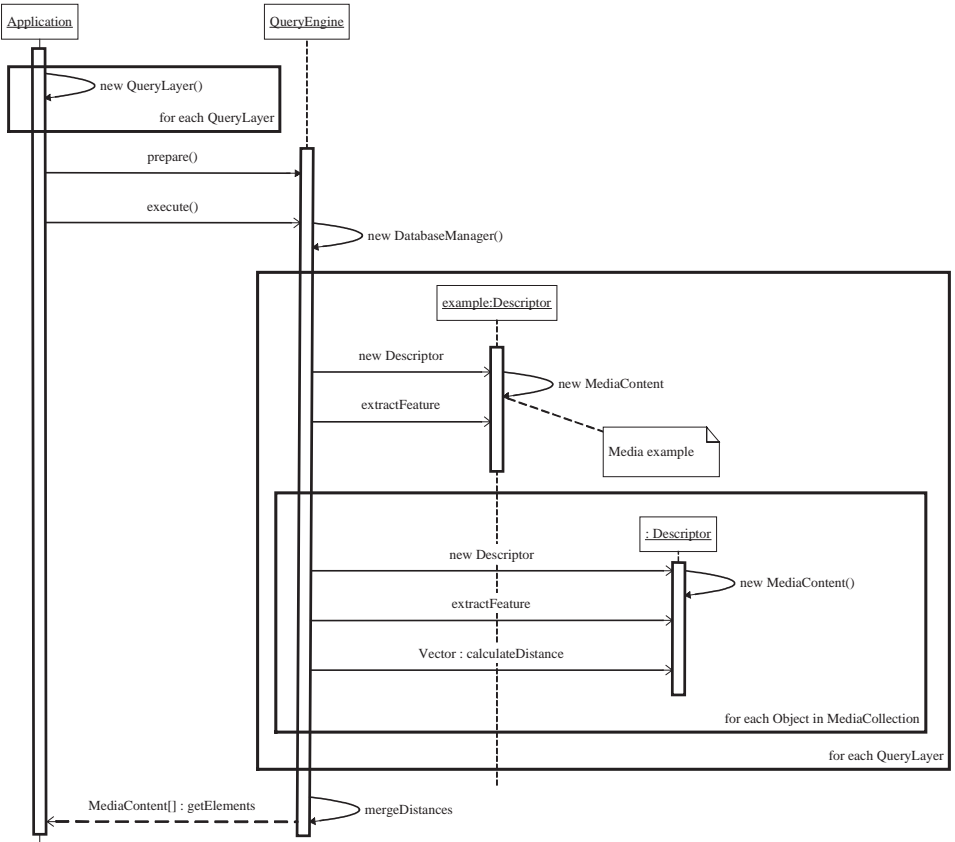 Application
QueryEngine
new QueryLayer()
for each QueryLayer
prepare()
execute()
new DatabaseManager()
example:Descriptor
new Descriptor
new MediaContent
extractFeature
Media example
: Descriptor
new Descriptor
new MediaContent()
extractFeature
Vector : calculateDistance
for each Object in MediaCollection
for each QueryLayer
MediaContent[] : getElements
mergeDistances